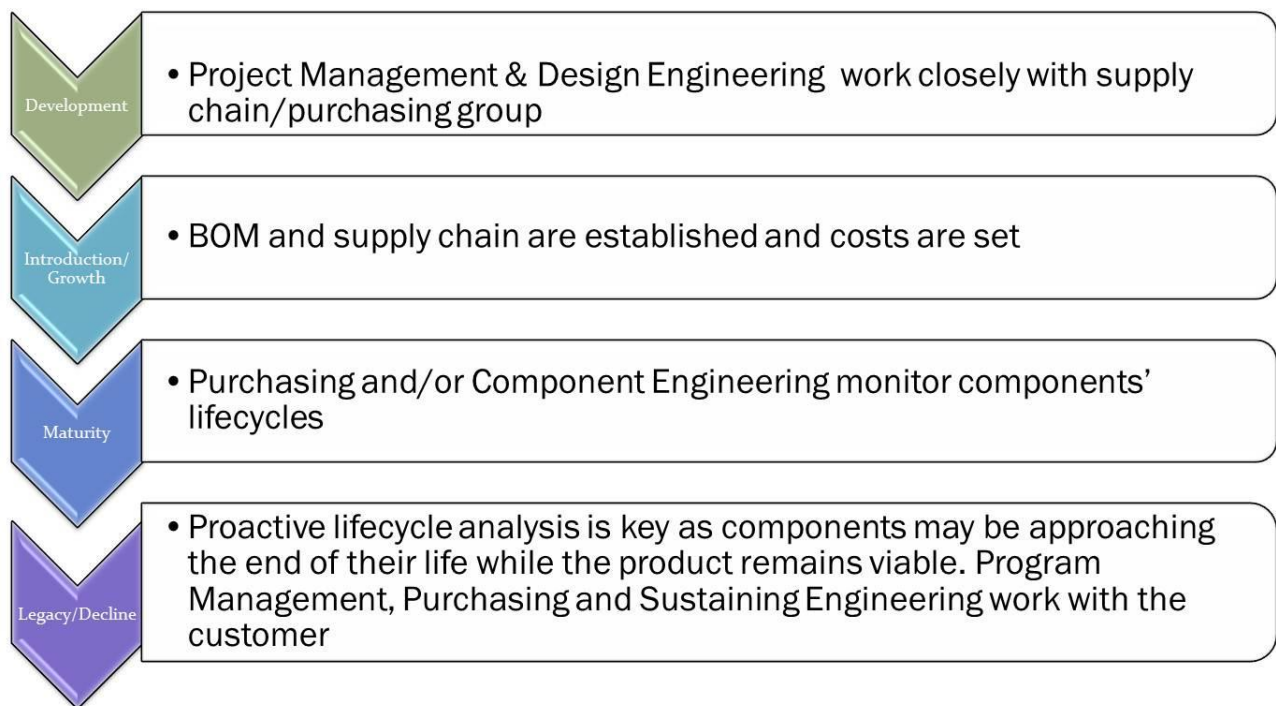 Development
• Project Management & Design Engineering work closely with supply
chain/purchasing group
Introduction/
Growth
• BOM and supply chain are established and costs are set
Maturity
• Purchasing and/or Component Engineering monitor components’
lifecycles
Legacy/Decline
• Proactive lifecycle analysis is key as components may be approaching
the end of their life while the product remains viable. Program
Management, Purchasing and Sustaining Engineering work with the
customer